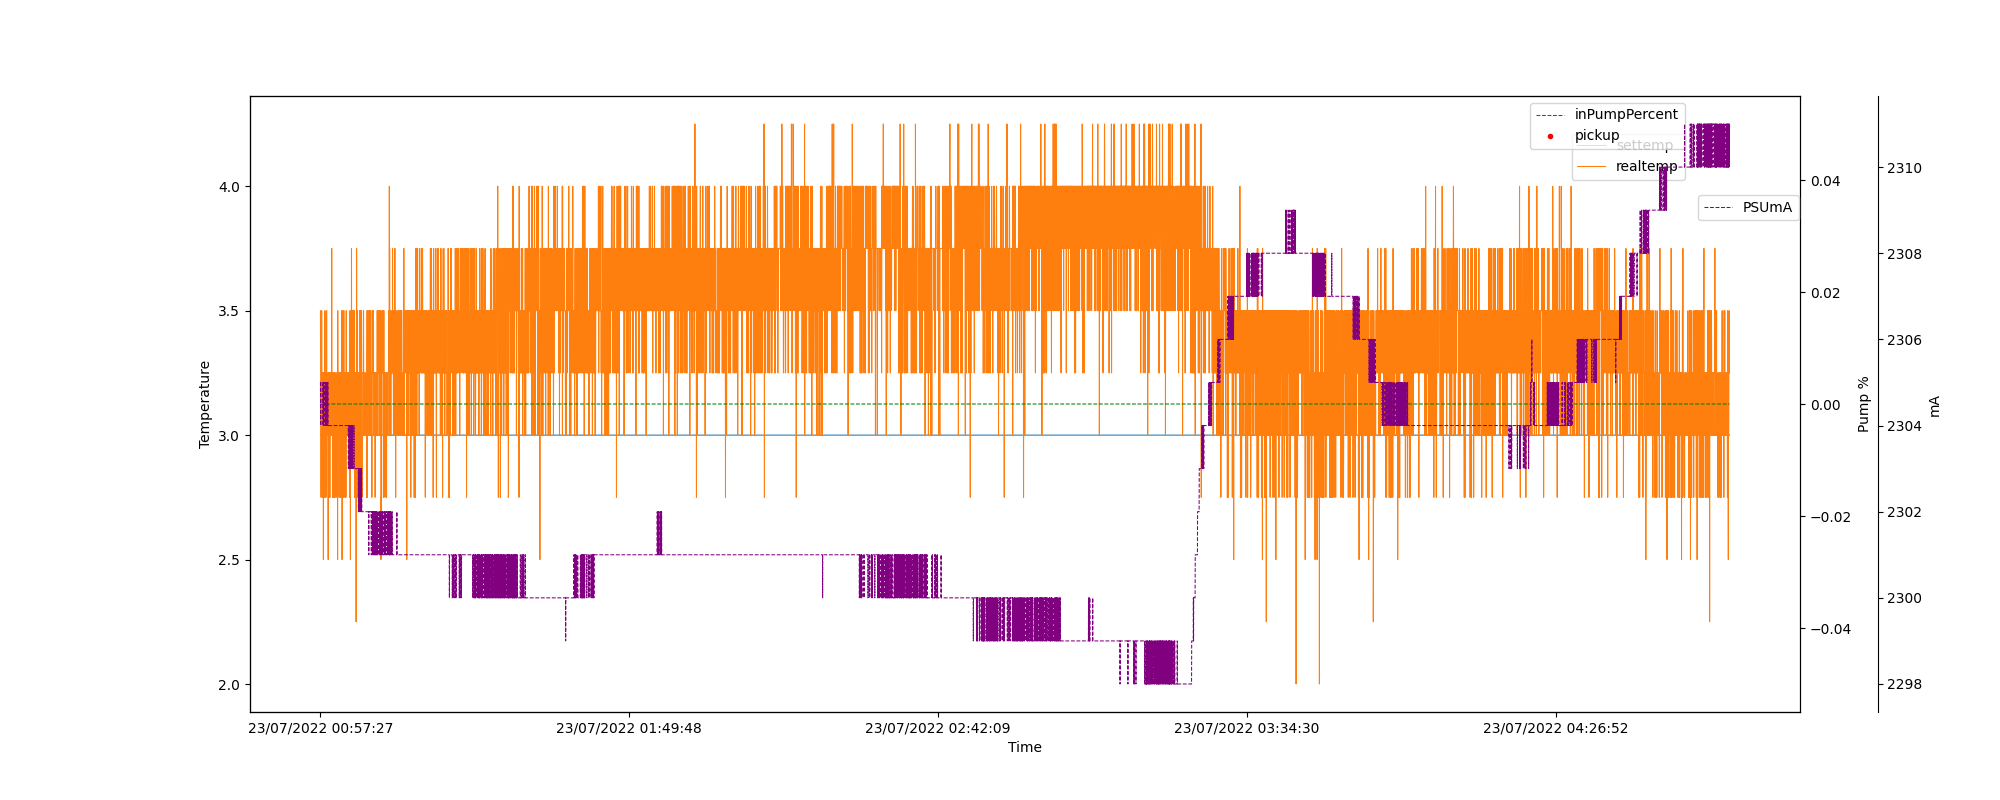 inPumpPercent
pickup
settemp
realtemp
PSUmA
Temperature
4.0
3.5
3.0
2.5
2.0
0.04
0.02
0.00
−0.02
−0.04
Pump %
2310
2308
2306
2304
2302
2300
2298
mA
23/07/2022 00:57:27
23/07/2022 01:49:48
23/07/2022 02:42:09
23/07/2022 03:34:30
23/07/2022 04:26:52
Time